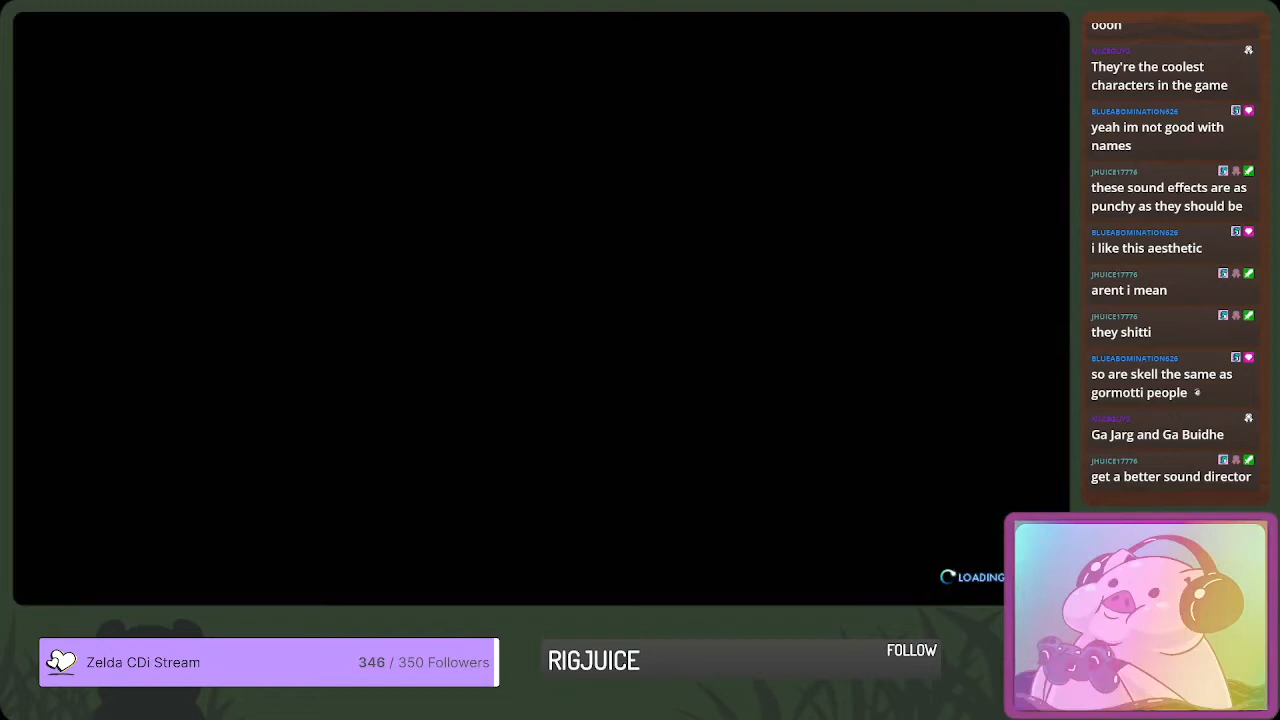 ooon
They're the coolest
characters in the game
BLUEABOMINATION626
yeah im not good with
names
JHUICE17776
these sound effects are as
punchy as they should be
BLUEABOMINATION626
i like this aesthetic
JHUICE17776
arent i mean
JHUICE17776
they shitti
BLUEABOMINATION626
so are skell the same as
gormotti people
Ga Jarg and Ga Buidhe
JHUICE17776
get a better sound director
LOADING
Zelda CDi Stream
346 / 350 Followers
RIGJUICE
FOLLOW